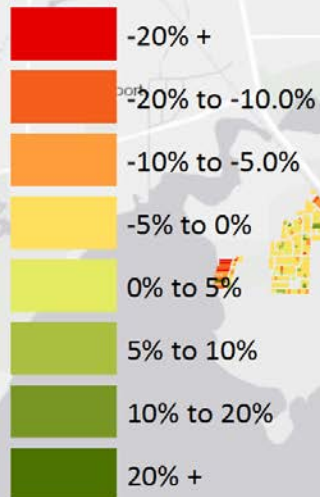 -20% +
port
-20% to -10.0%
-10% to -5.0%
-5% to 0%
0% to 5%
5% to 10%
10% to 20%
20% +